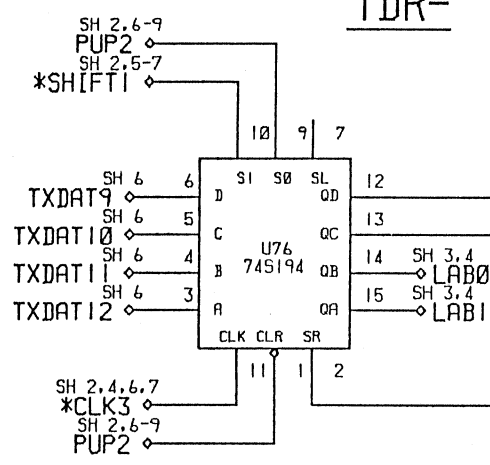 TDR-
SH 2,6-9
PUP2
SH 2,5-7
*SHIFT1
10 9 7
SH 6 6 S1 S0 SL 12
TXDAT9 D QD
SH 6 5 13
TXDAT10 C QC
SH 6 4 U76 14 SH 3,4
TXDAT11 B 74S194 QB LAB0
SH 6 3 15 SH 3,4
TXDAT12 A QA LAB1
CLK CLR SR
11 1 2
SH 2,4,6,7
*CLK3
SH 2,6-9
PUP2